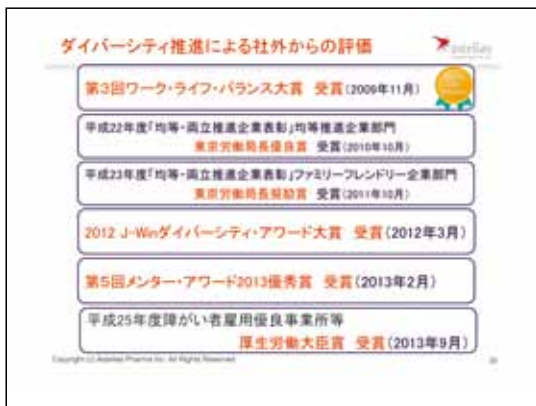 ダイバーシティ推進による社外からの評価
astellas
第3回ワーク・ライフ・バランス大賞 受賞(2009年11月)
平成22年度「均等・両立推進企業表彰」均等推進企業部門
東京労働局長優良賞 受賞(2010年10月)
平成23年度「均等・両立推進企業表彰」ファミリーフレンドリー企業部門
東京労働局長奨励賞 受賞(2011年10月)
2012 J-Winダイバーシティ・アワード大賞 受賞(2012年3月)
第5回メンター・アワード2013優秀賞 受賞(2013年2月)
平成25年度障がい者雇用優良事業所等
厚生労働大臣賞 受賞(2013年9月)
Copyright (c) Astellas Pharma Inc. All Rights Reserved.